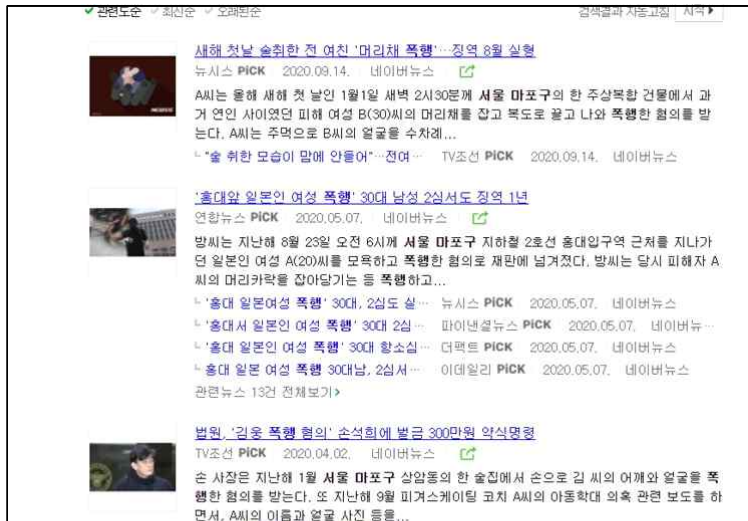 ✓ 관련도순 ✓ 최신순 ✓ 오래된순 검색결과 자동고침 시작▶
새해 첫날 술취한 전 여친 '머리채 폭행'…징역 8월 실형
뉴시스 PiCK 2020.09.14. 네이버뉴스
A씨는 올해 새해 첫 날인 1월1일 새벽 2시30분께 서울 마포구의 한 주상복합 건물에서 과
거 연인 사이였던 피해 여성 B(30)씨의 머리채를 잡고 복도로 끌고 나와 폭행한 혐의를 받
는다. A씨는 주먹으로 B씨의 얼굴을 수차례...
"술 취한 모습이 맘에 안들어"…전여… TV조선 PiCK 2020.09.14. 네이버뉴스
'홍대앞 일본인 여성 폭행' 30대 남성 2심서도 징역 1년
연합뉴스 PiCK 2020.05.07. 네이버뉴스
방씨는 지난해 8월 23일 오전 6시께 서울 마포구 지하철 2호선 홍대입구역 근처를 지나가
던 일본인 여성 A(20)씨를 모욕하고 폭행한 혐의로 재판에 넘겨졌다. 방씨는 당시 피해자 A
씨의 머리카락을 잡아당기는 등 폭행하고...
'홍대 일본여성 폭행' 30대, 2심도 실… 뉴시스 PiCK 2020.05.07. 네이버뉴스
'홍대서 일본인 여성 폭행' 30대 2심… 파이낸셜뉴스 PiCK 2020.05.07. 네이버뉴…
'홍대 일본인 여성 폭행' 30대 항소심… 더팩트 PiCK 2020.05.07. 네이버뉴스
홍대 일본 여성 폭행 30대남, 2심서… 이데일리 PiCK 2020.05.07. 네이버뉴스
관련뉴스 13건 전체보기>
법원, '김웅 폭행 혐의' 손석희에 벌금 300만원 약식명령
TV조선 PiCK 2020.04.02. 네이버뉴스
손 사장은 지난해 1월 서울 마포구 상암동의 한 술집에서 손으로 김 씨의 어깨와 얼굴을 폭
행한 혐의를 받는다. 또 지난해 9월 피겨스케이팅 코치 A씨의 아동학대 의혹 관련 보도를 하
면서, A씨의 이름과 얼굴 사진 등을...